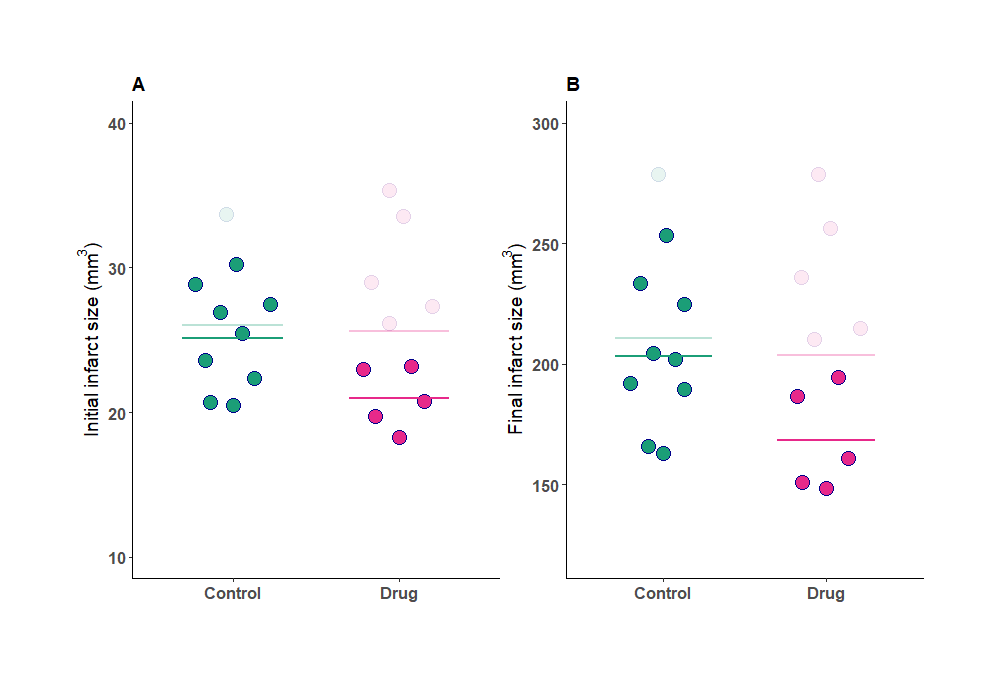 A
Initial infarct size (mm³)
40
30
20
10
Control
Drug
B
Final infarct size (mm³)
300
250
200
150
Control
Drug